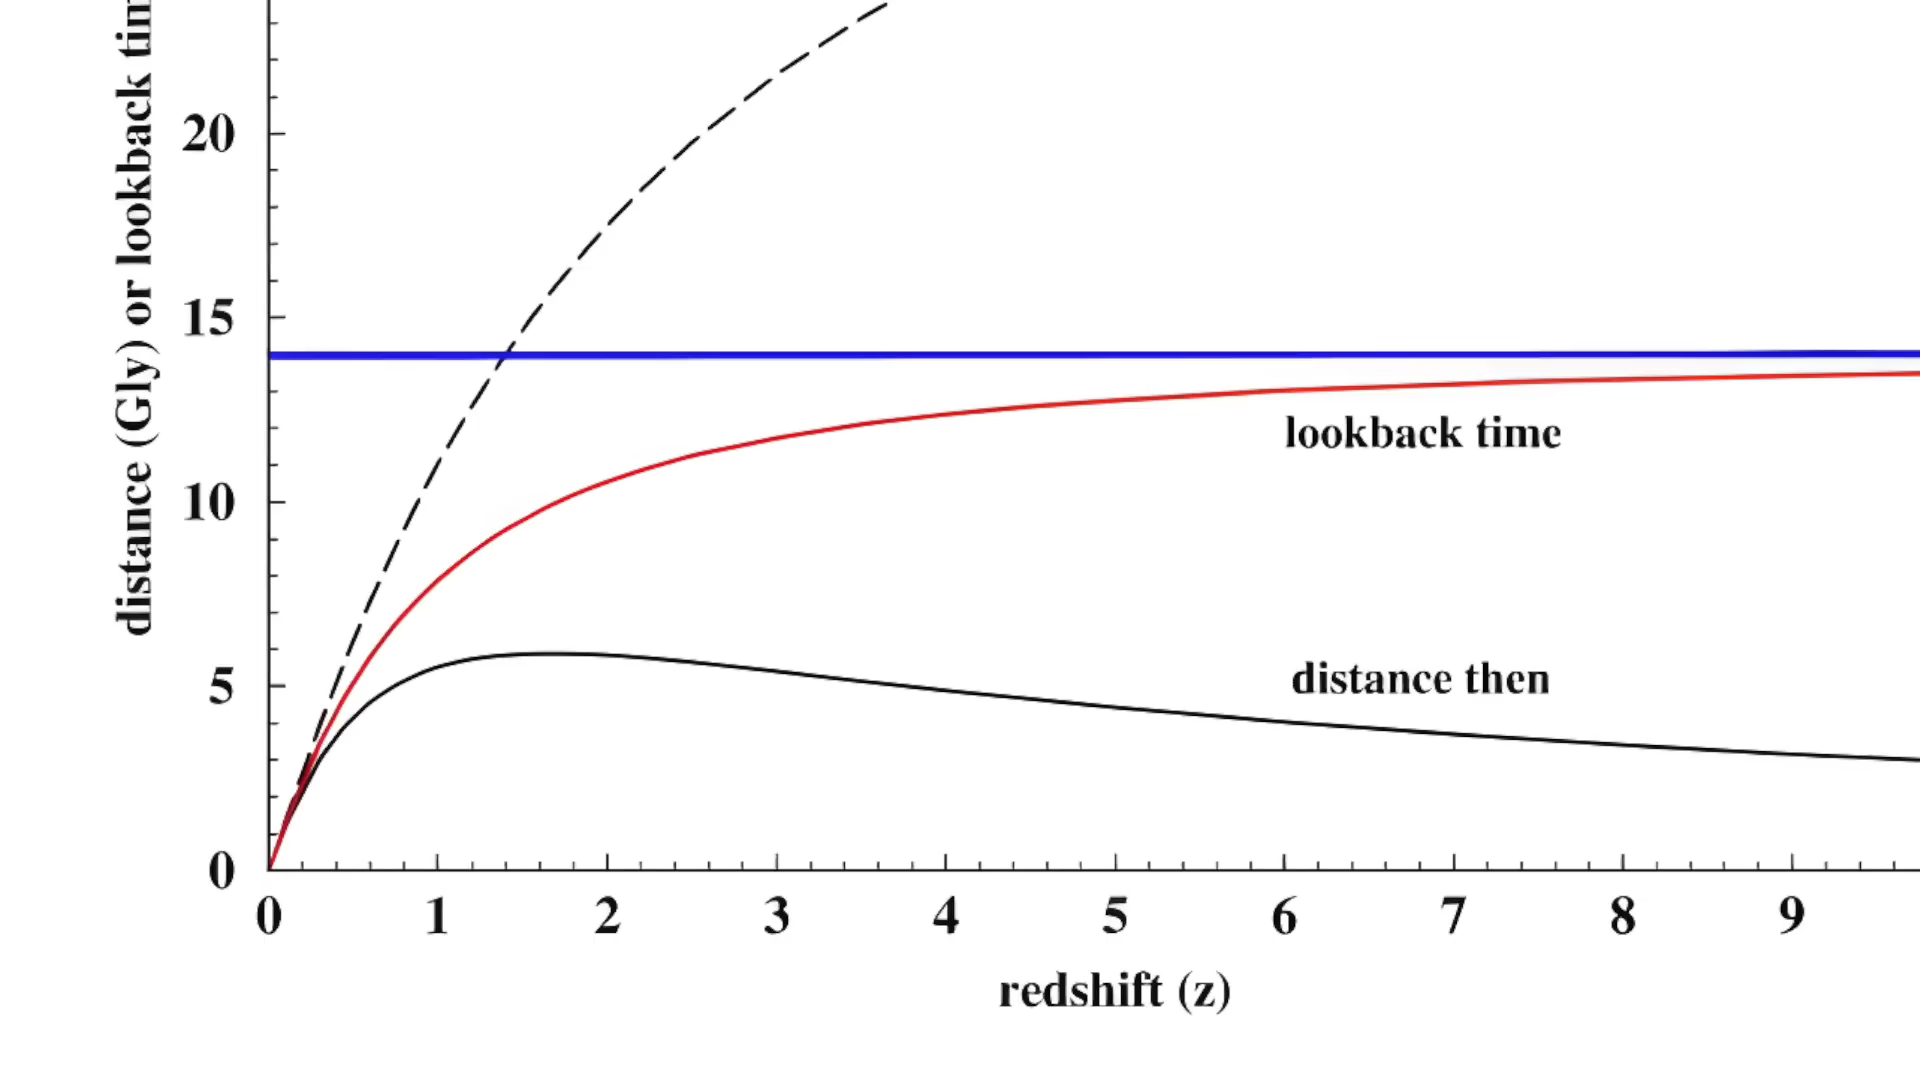 distance (Gly) or lookback
20
15
10
5
0
lookback time
distance then
0 1 2 3 4 5 6 7 8 9
redshift (z)